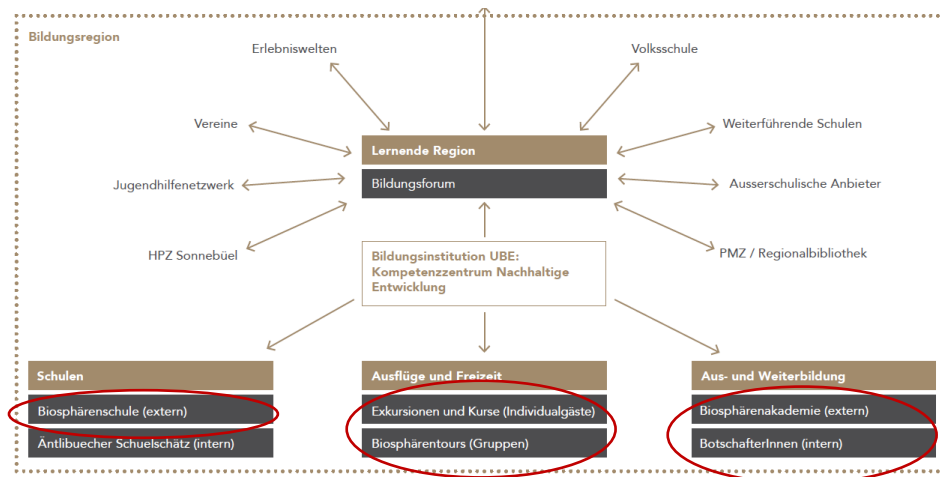 Bildungsregion
Erlebniswelten
Volksschule
Vereine
Weiterführende Schulen
Lernende Region
Bildungsforum
Jugendhilfenetzwerk
Ausserschulische Anbieter
HPZ Sonnebüel
PMZ / Regionalbibliothek
Bildungsinstitution UBE:
Kompetenzzentrum Nachhaltige
Entwicklung
Schulen
Biosphärenschule (extern)
Äntlibuecher Schuelschätz (intern)
Ausflüge und Freizeit
Exkursionen und Kurse (Individualgäste)
Biosphärentours (Gruppen)
Aus- und Weiterbildung
Biosphärenakademie (extern)
BotschafterInnen (intern)